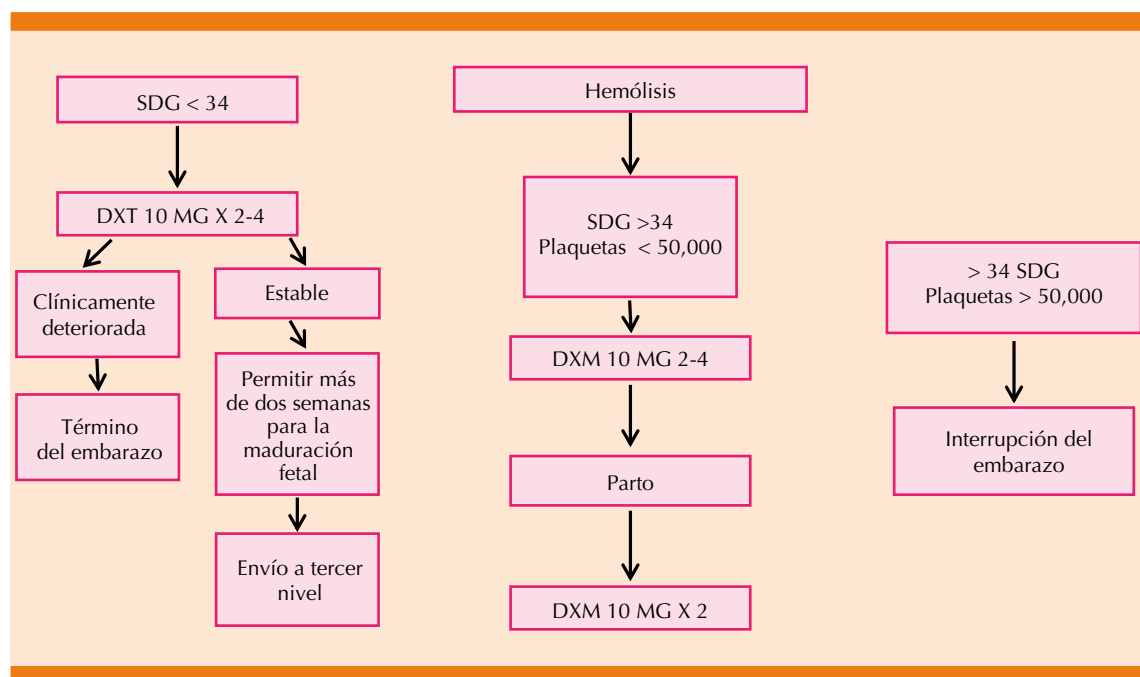 SDG < 34
DXT 10 MG X 2-4
Clínicamente
deteriorada
Término
del embarazo
Estable
Permitir más
de dos semanas
para la
maduración
fetal
Envío a tercer
nivel
Hemólisis
SDG >34
Plaquetas < 50,000
DXM 10 MG 2-4
Parto
DXM 10 MG X 2
> 34 SDG
Plaquetas > 50,000
Interrupción del
embarazo